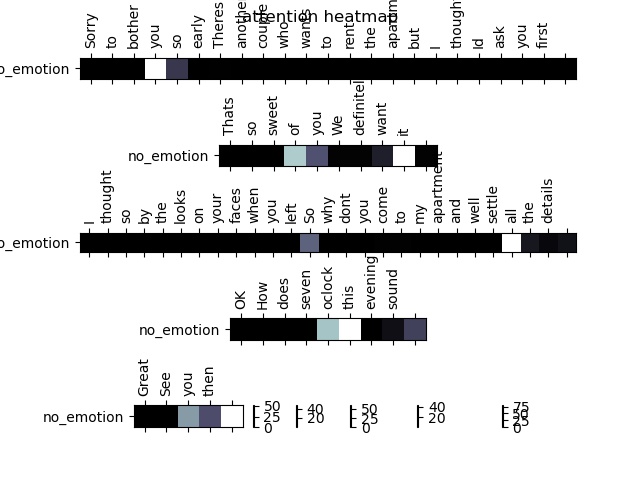 attention heatmap
Sorry to bother you so early Theres another couple who wants to rent the apartm but I thought Id ask you first
no_emotion
Thats so sweet of you We definitel want it
no_emotion
I thought so by the looks on your faces when you left So why dont you come to my apartment and well settle all the details
no_emotion
OK How does seven oclock this evening sound
no_emotion
Great See you then
no_emotion
50 25 0
40 20
50 25 0
40 20
75 50 25 0